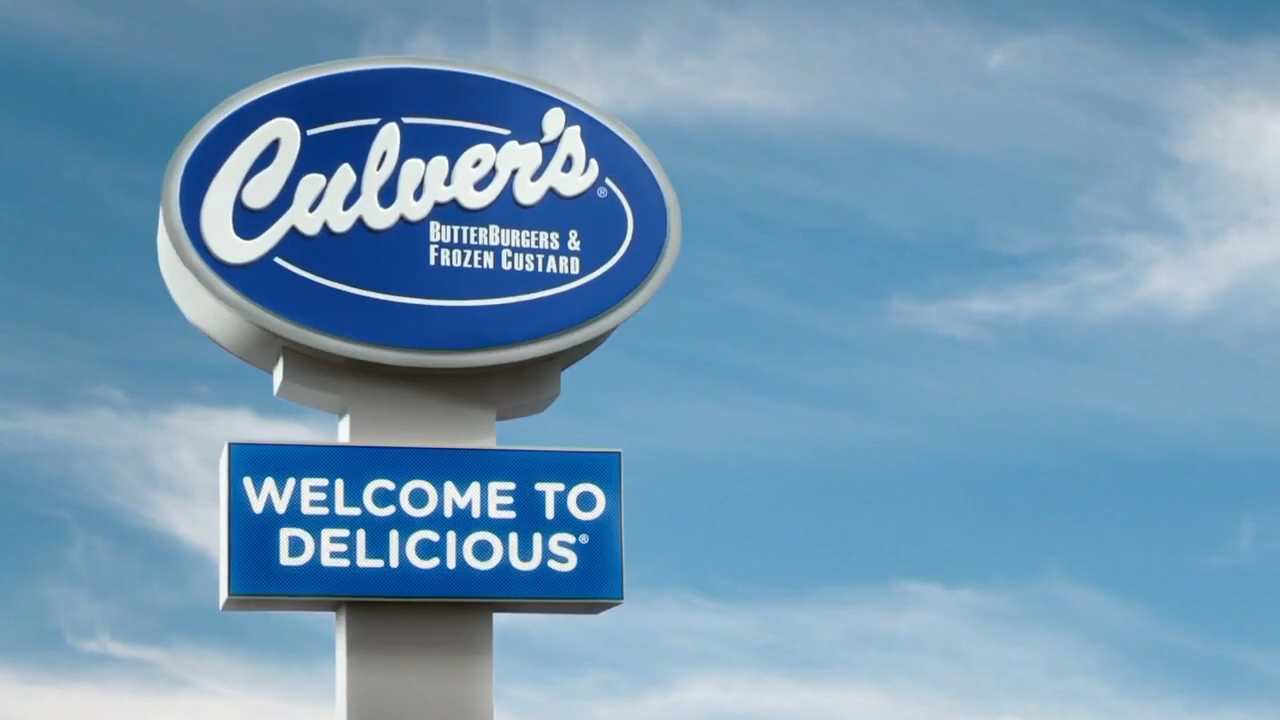 Culver's®
BUTTERBURGERS &
FROZEN CUSTARD
WELCOME TO
DELICIOUS®